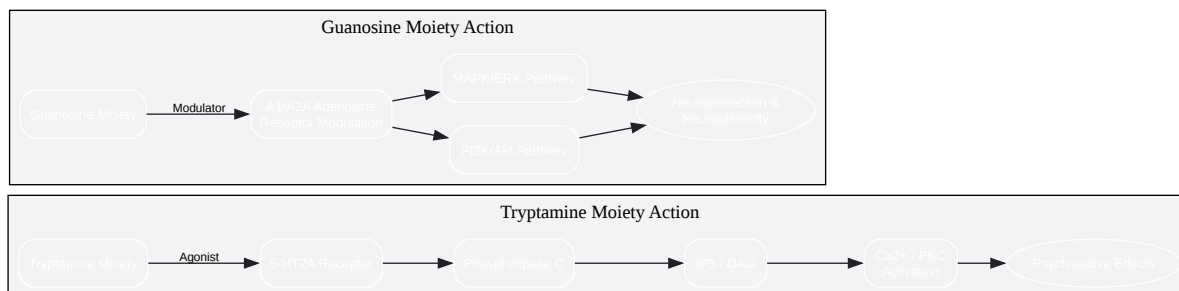 Guanosine Moiety Action
MAPK/ERK Pathway
Guanosine Moiety
Modulator
A1/A2A Adenosine
Receptor Modulation
Neuroprotection &
Neuroplasticity
PI3K/Akt Pathway
Tryptamine Moiety Action
Tryptamine Moiety
Agonist
5-HT2A Receptor
Phospholipase C
IP3 / DAG
Ca2+ / PKC
Activation
Psychoactive Effects